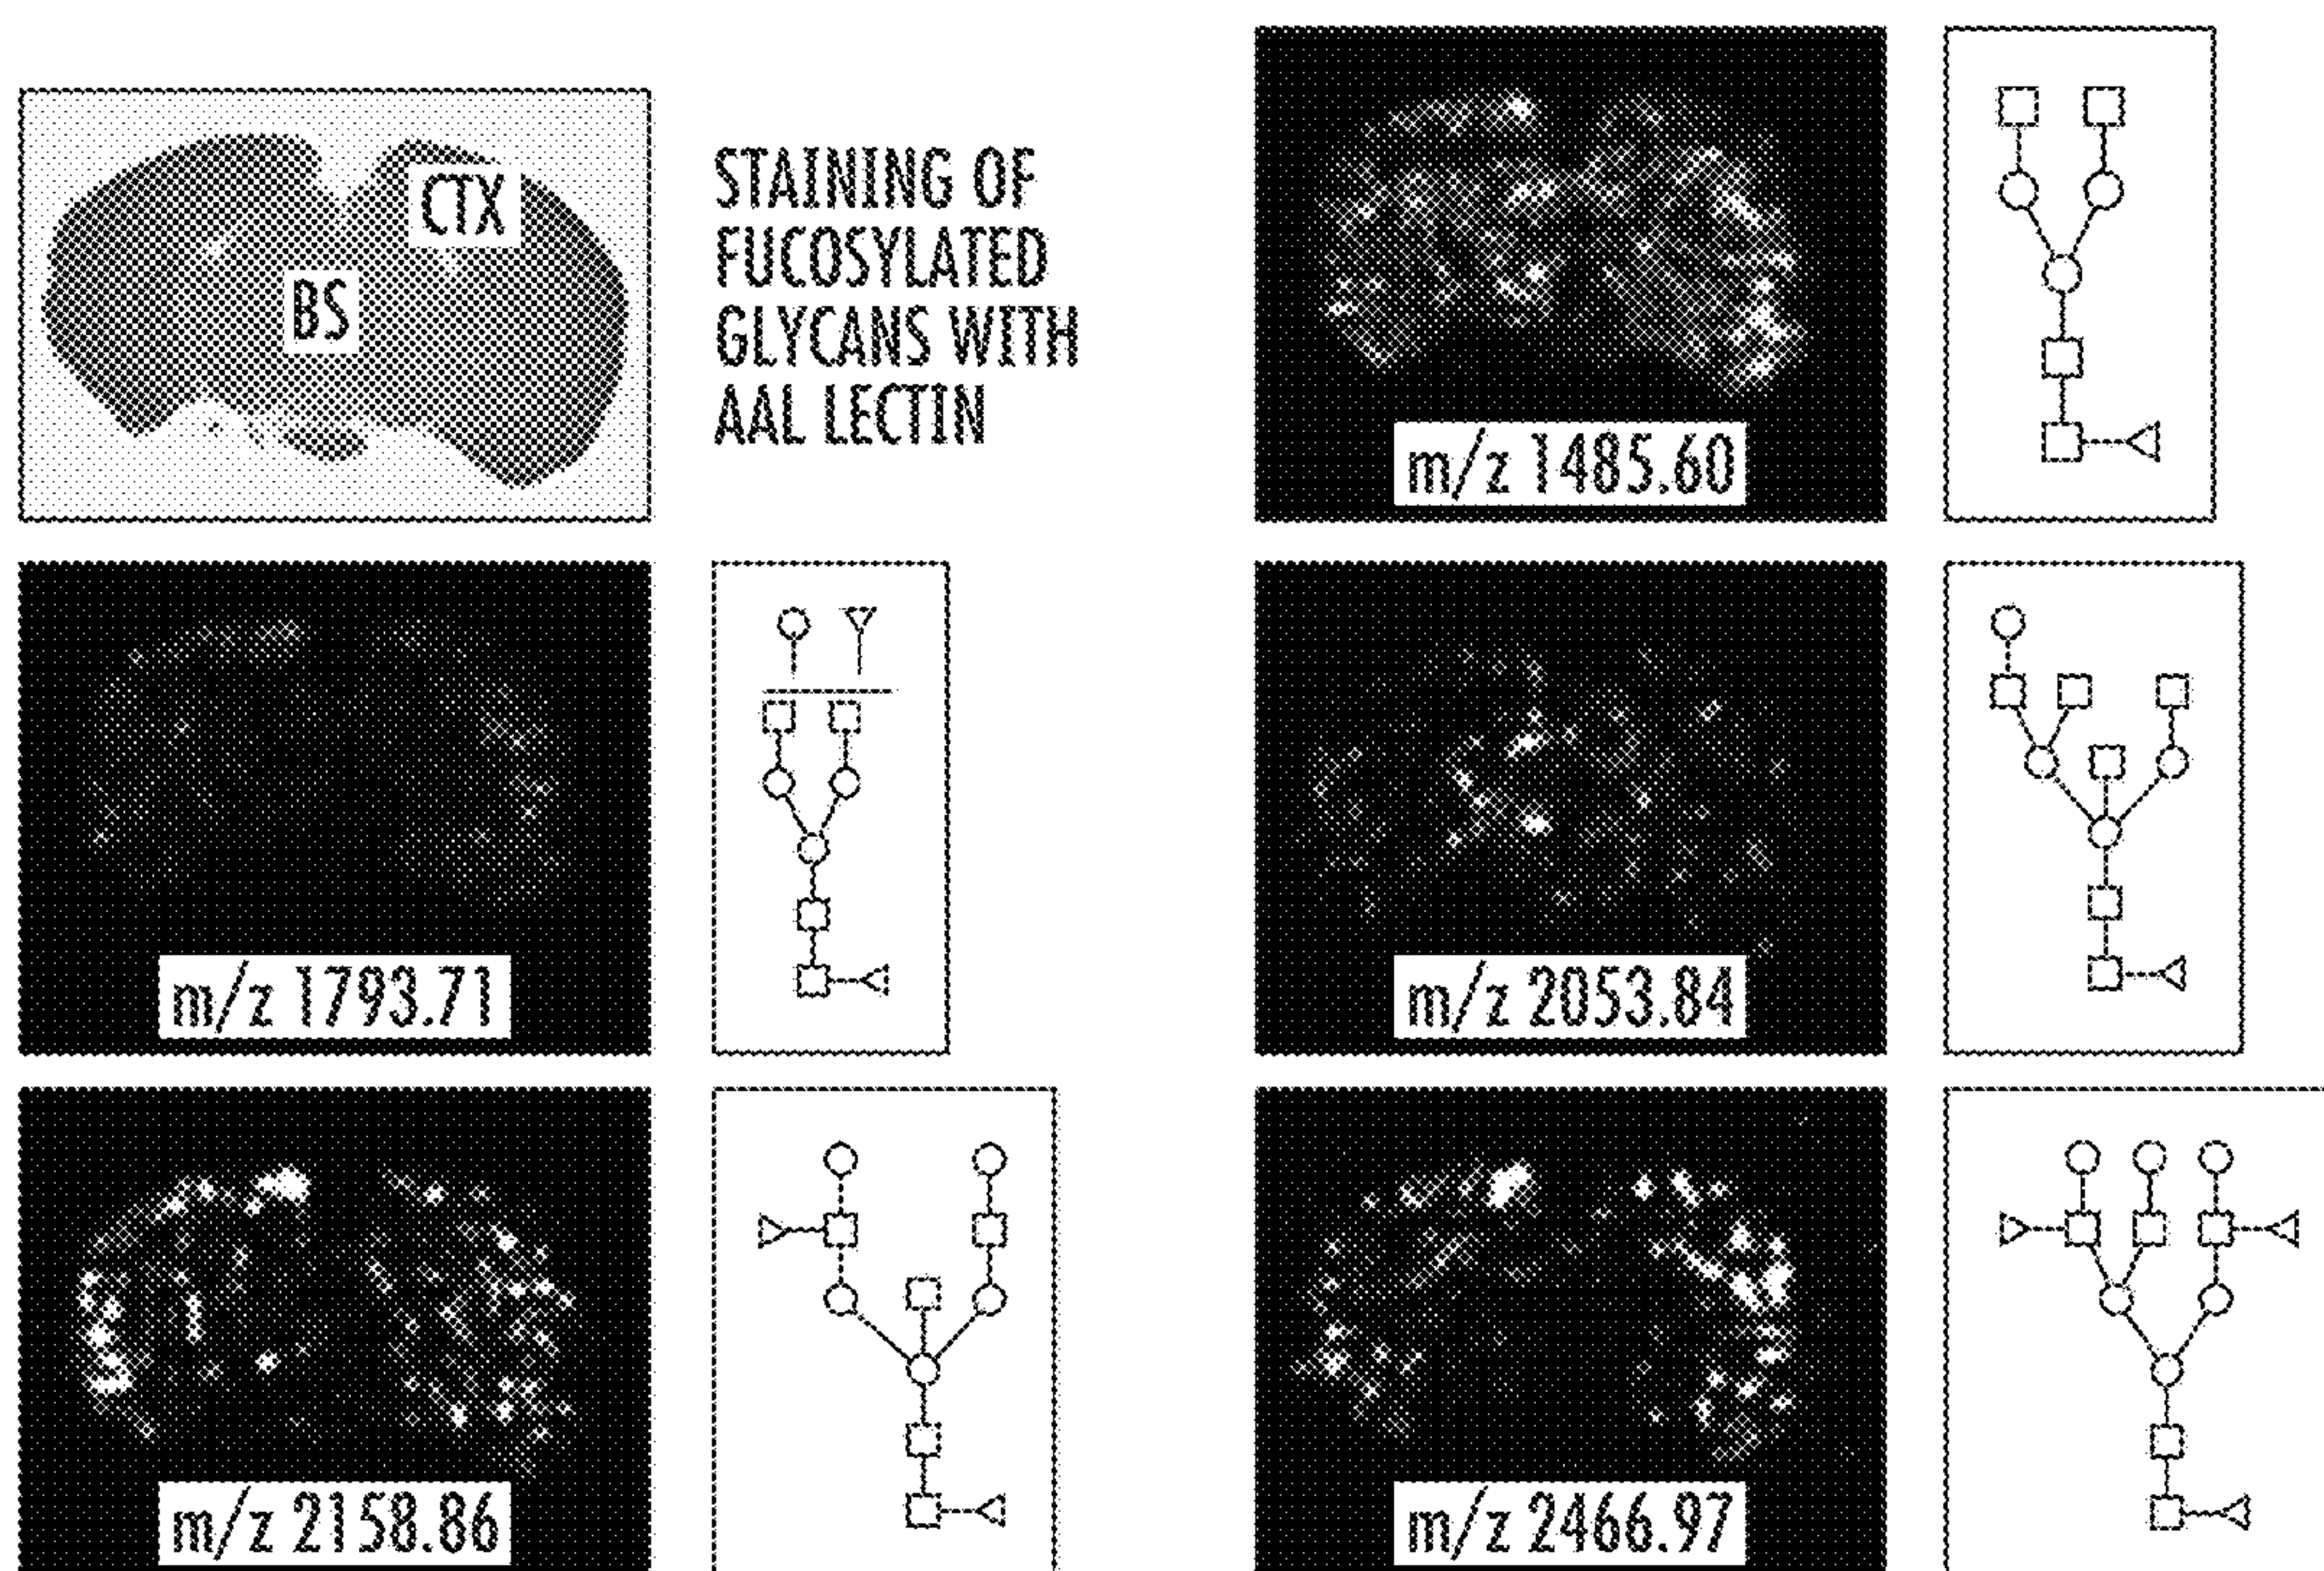 CTX
BS
STAINING OF
FUCOSYLATED
GLYCANS WITH
AAL LECTIN
m/z 1485.60
m/z 1793.71
m/z 2053.84
m/z 2158.86
m/z 2466.97